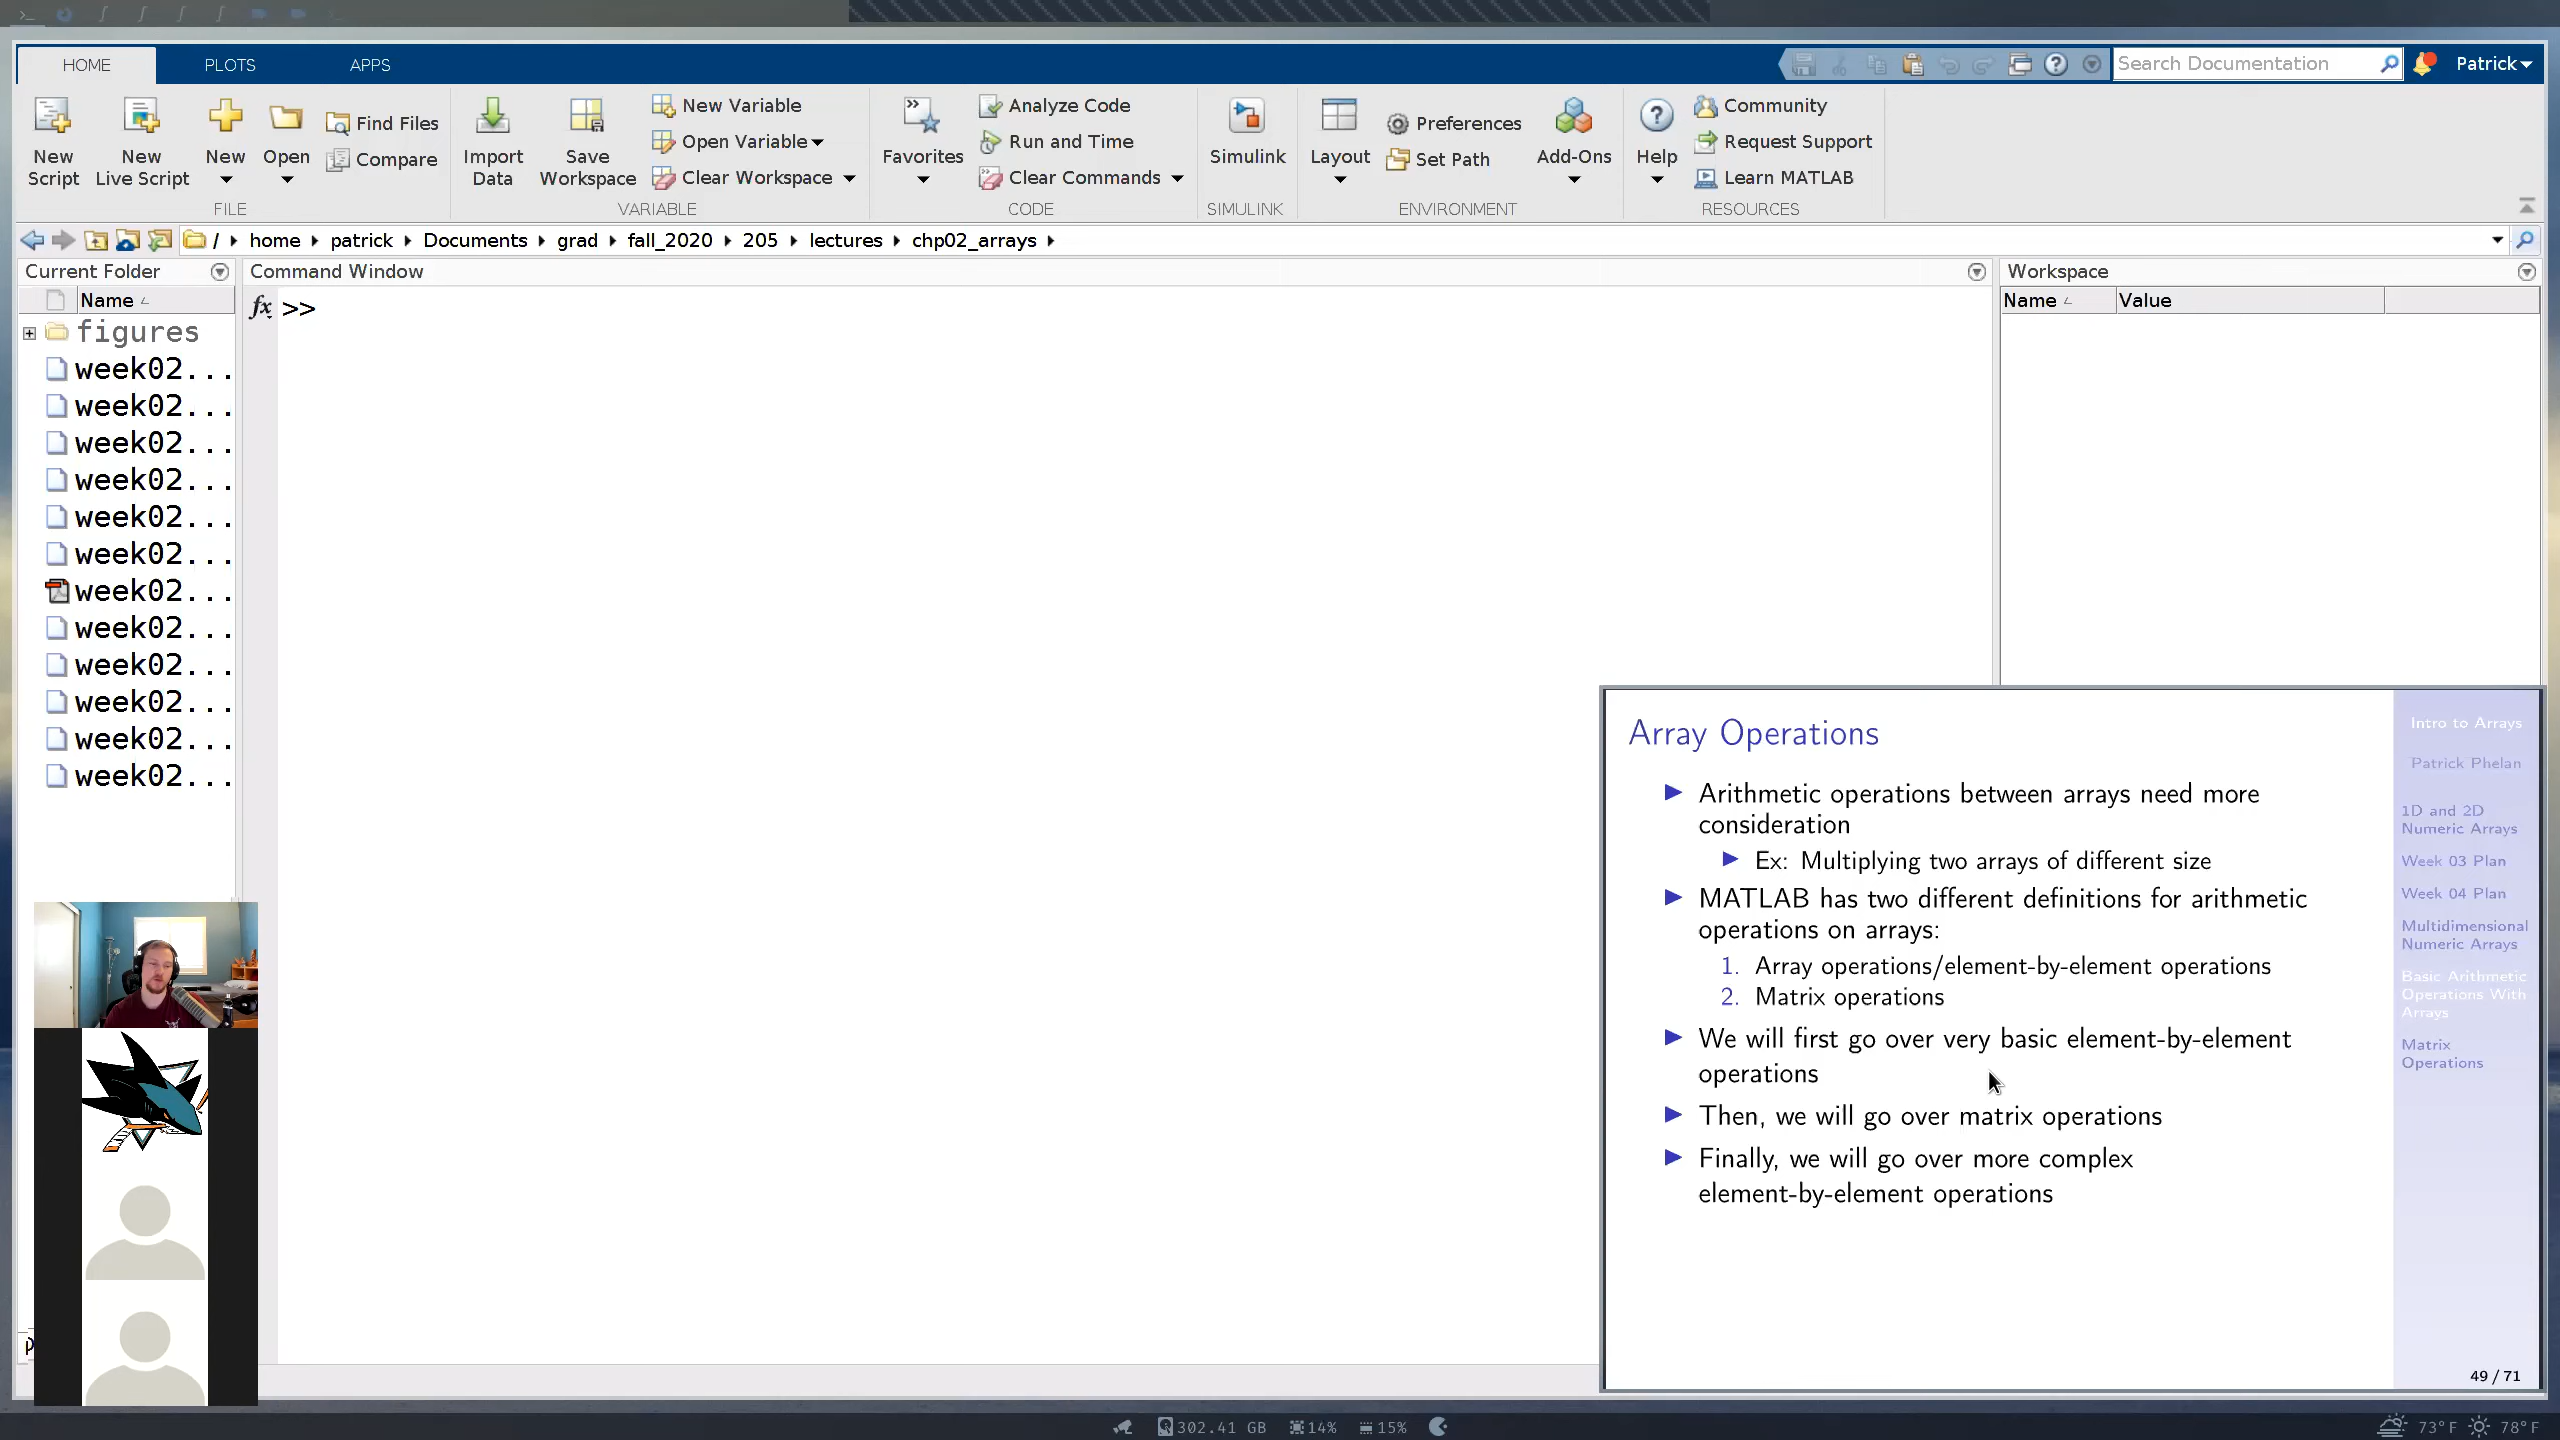 HOME
PLOTS
APPS
Search Documentation
Patrick
New Script
New Live Script
New
Open
Find Files
Compare
FILE
Import Data
Save Workspace
New Variable
Open Variable
Clear Workspace
VARIABLE
Favorites
Analyze Code
Run and Time
Clear Commands
CODE
Simulink
SIMULINK
Layout
Preferences
Set Path
Add-Ons
ENVIRONMENT
Help
Community
Request Support
Learn MATLAB
RESOURCES
/ home patrick Documents grad fall_2020 205 lectures chp02_arrays
Current Folder
Name
figures
week02...
week02...
week02...
week02...
week02...
week02...
week02...
week02...
week02...
week02...
week02...
week02...
Command Window
fx >>
Workspace
Name
Value
Array Operations
Arithmetic operations between arrays need more
consideration
Ex: Multiplying two arrays of different size
MATLAB has two different definitions for arithmetic
operations on arrays:
1. Array operations/element-by-element operations
2. Matrix operations
We will first go over very basic element-by-element
operations
Then, we will go over matrix operations
Finally, we will go over more complex
element-by-element operations
Intro to Arrays
Patrick Phelan
1D and 2D
Numeric Arrays
Week 03 Plan
Week 04 Plan
Multidimensional
Numeric Arrays
Basic Arithmetic
Operations With
Arrays
Matrix
Operations
49 / 71
302.41 GB
14%
15%
73°F
78°F